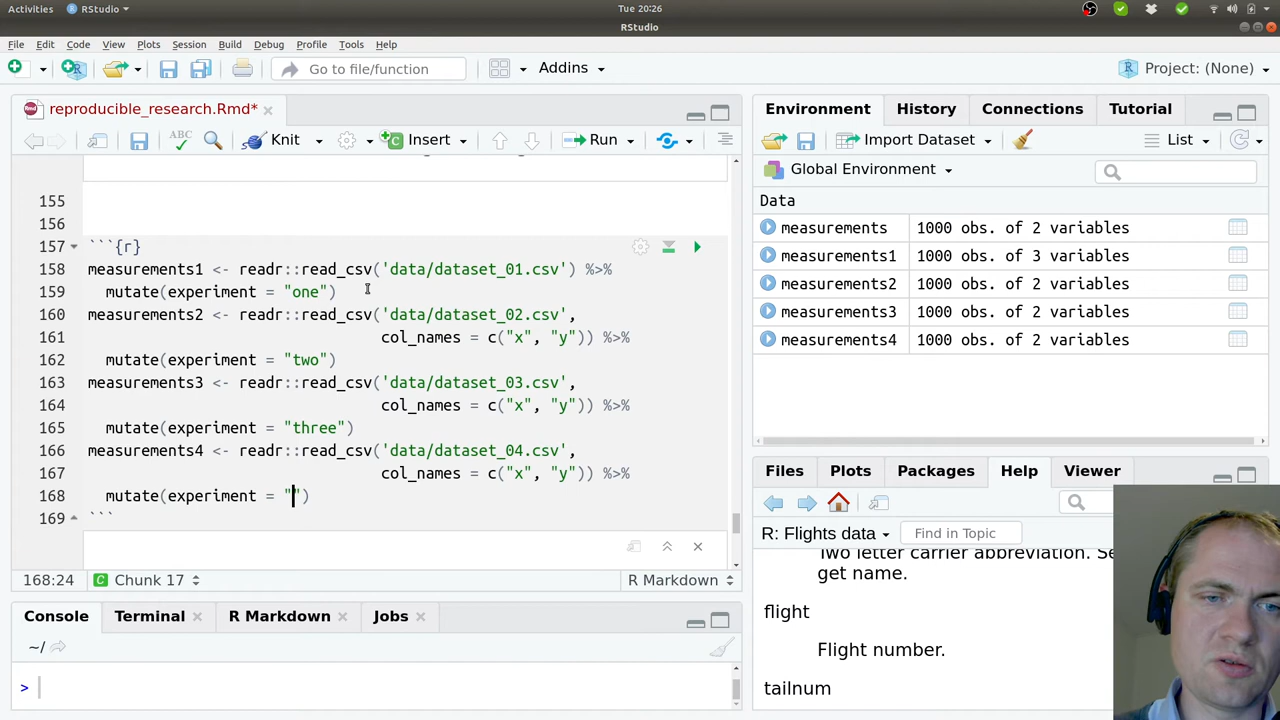 Activities RStudio Tue 20:26
RStudio
File Edit Code View Plots Session Build Debug Profile Tools Help
Go to file/function Addins Project: (None)
reproducible_research.Rmd*
ABC Knit Insert Run
155
156
157 ```{r}
158 measurements1 <- readr::read_csv('data/dataset_01.csv') %>%
159 mutate(experiment = "one")
160 measurements2 <- readr::read_csv('data/dataset_02.csv',
161 col_names = c("x", "y")) %>%
162 mutate(experiment = "two")
163 measurements3 <- readr::read_csv('data/dataset_03.csv',
164 col_names = c("x", "y")) %>%
165 mutate(experiment = "three")
166 measurements4 <- readr::read_csv('data/dataset_04.csv',
167 col_names = c("x", "y")) %>%
168 mutate(experiment = "")
169 ```
168:24 Chunk 17 R Markdown
Console Terminal R Markdown Jobs
~/
>
Environment History Connections Tutorial
Import Dataset List
Global Environment
Data
measurements 1000 obs. of 2 variables
measurements1 1000 obs. of 3 variables
measurements2 1000 obs. of 2 variables
measurements3 1000 obs. of 2 variables
measurements4 1000 obs. of 2 variables
Files Plots Packages Help Viewer
R: Flights data Find in Topic
Two letter carrier abbreviation. Se
get name.
flight
Flight number.
tailnum